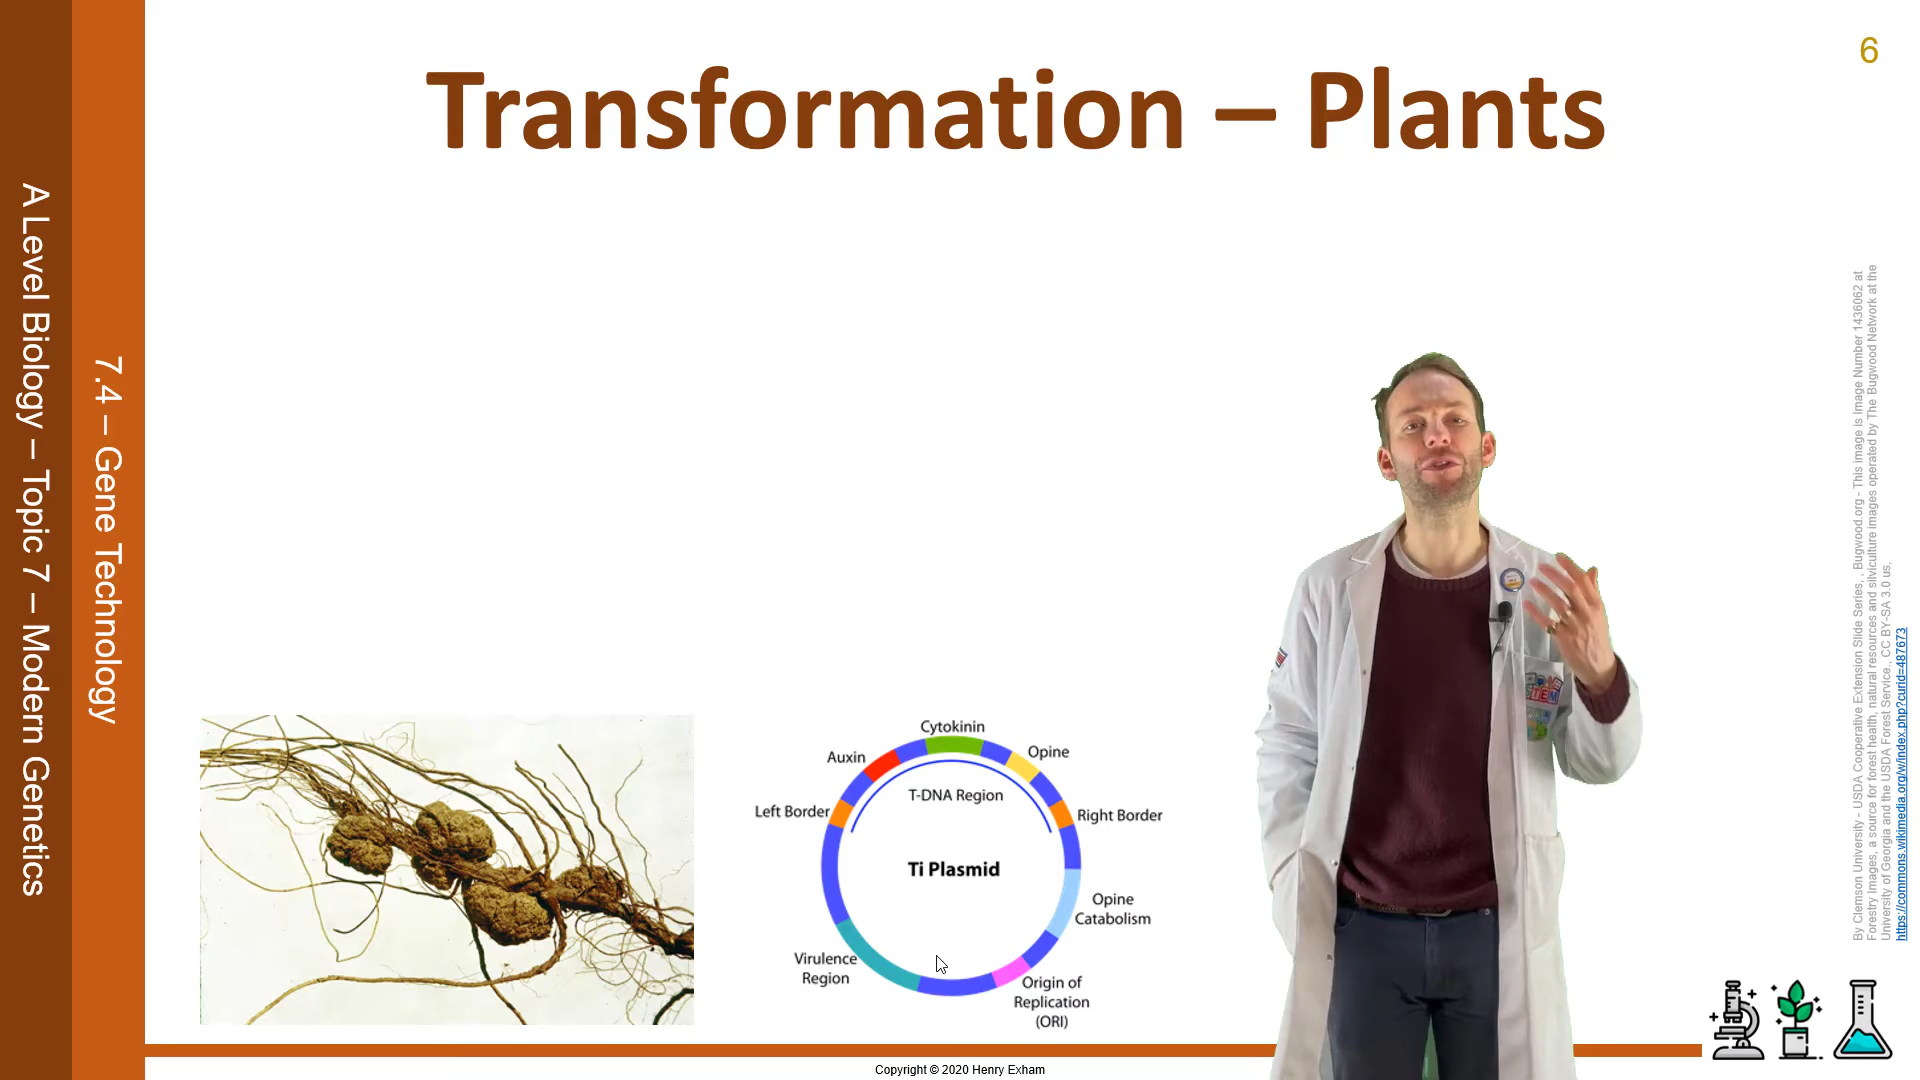 Transformation – Plants
6
A Level Biology – Topic 7 – Modern Genetics
7.4 – Gene Technology
Cytokinin
Auxin
Opine
T-DNA Region
Left Border
Right Border
Ti Plasmid
Opine
Catabolism
Virulence
Region
Origin of
Replication
(ORI)
STEM
By Clemson University - USDA Cooperative Extension Slide Series, , Bugwood.org - This image is Image Number 1436062 at
Forestry Images, a source for forest health, natural resources and silviculture images operated by The Bugwood Network at the
University of Georgia and the USDA Forest Service., CC BY-SA 3.0 us,
https://commons.wikimedia.org/w/index.php?curid=487673
Copyright © 2020 Henry Exham